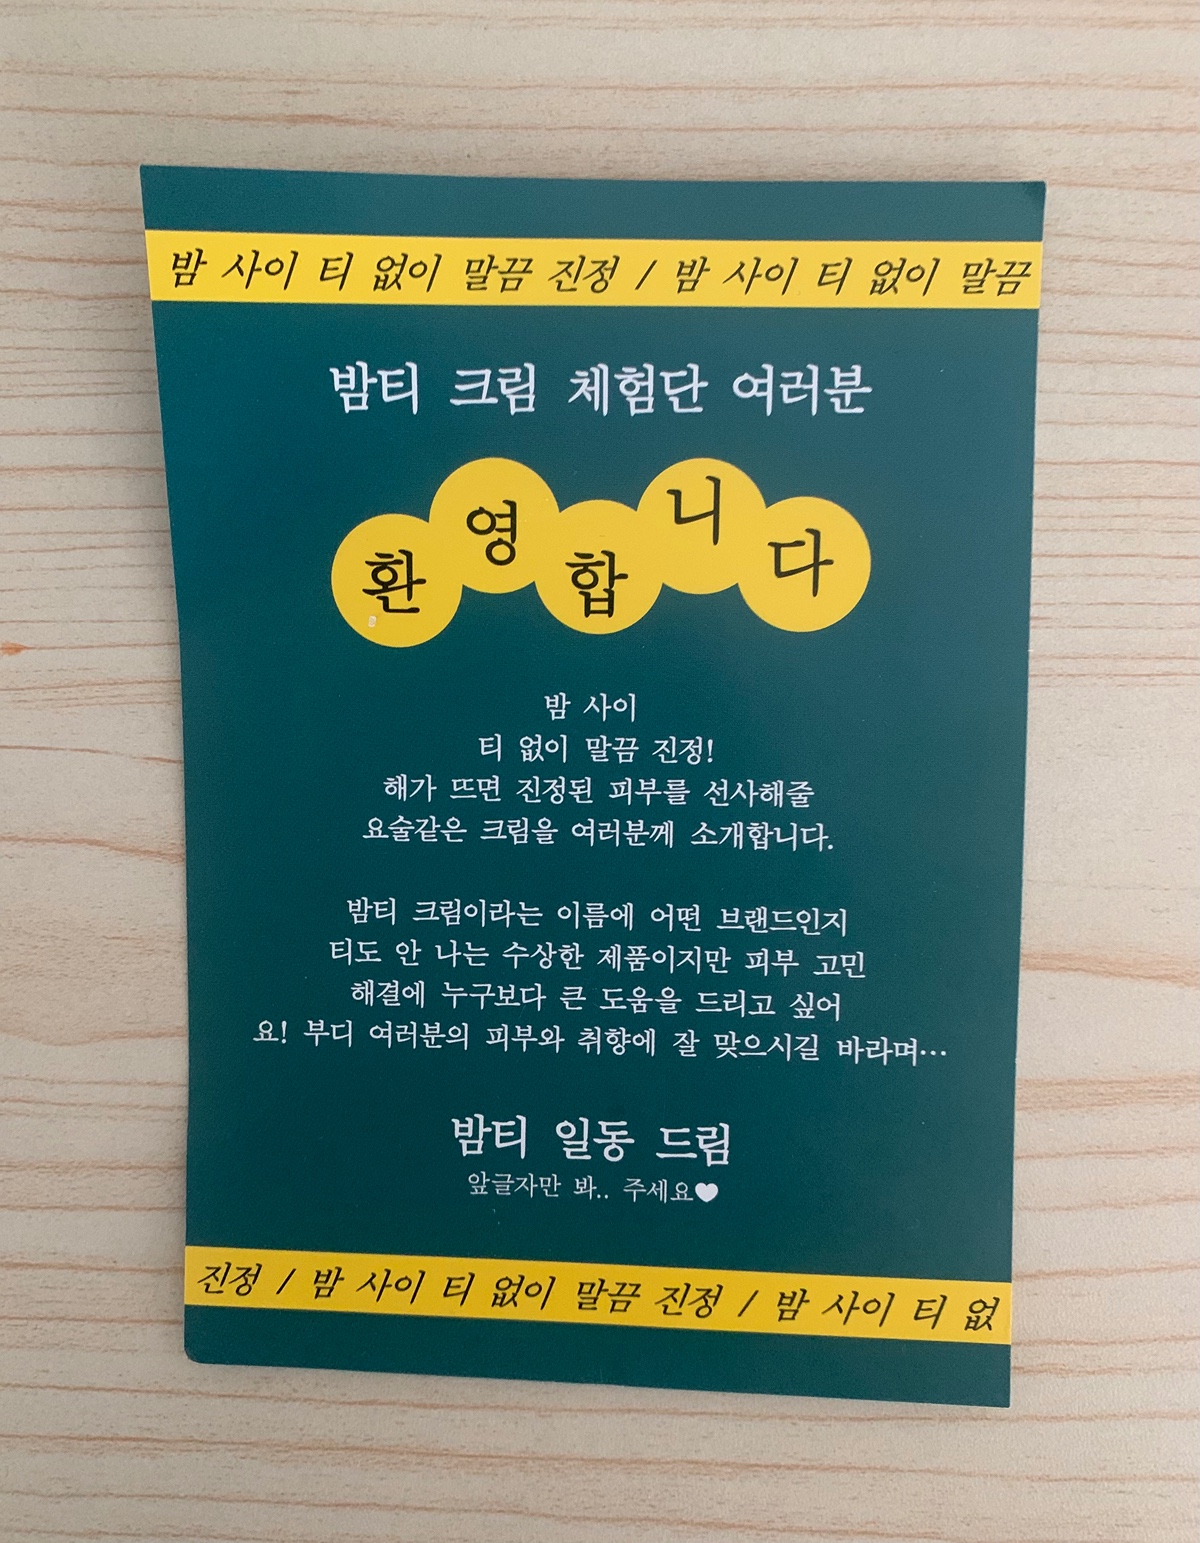 밤 사이 티 없이 말끔 진정 / 밤 사이 티 없이 말끔
밤티 크림 체험단 여러분
환영합니다
밤 사이
티 없이 말끔 진정!
해가 뜨면 진정된 피부를 선사해줄
요술같은 크림을 여러분께 소개합니다.
밤티 크림이라는 이름에 어떤 브랜드인지
티도 안 나는 수상한 제품이지만 피부 고민
해결에 누구보다 큰 도움을 드리고 싶어
요! 부디 여러분의 피부와 취향에 잘 맞으시길 바라며…
밤티 일동 드림
앞글자만 봐.. 주세요♥
진정 / 밤 사이 티 없이 말끔 진정 / 밤 사이 티 없